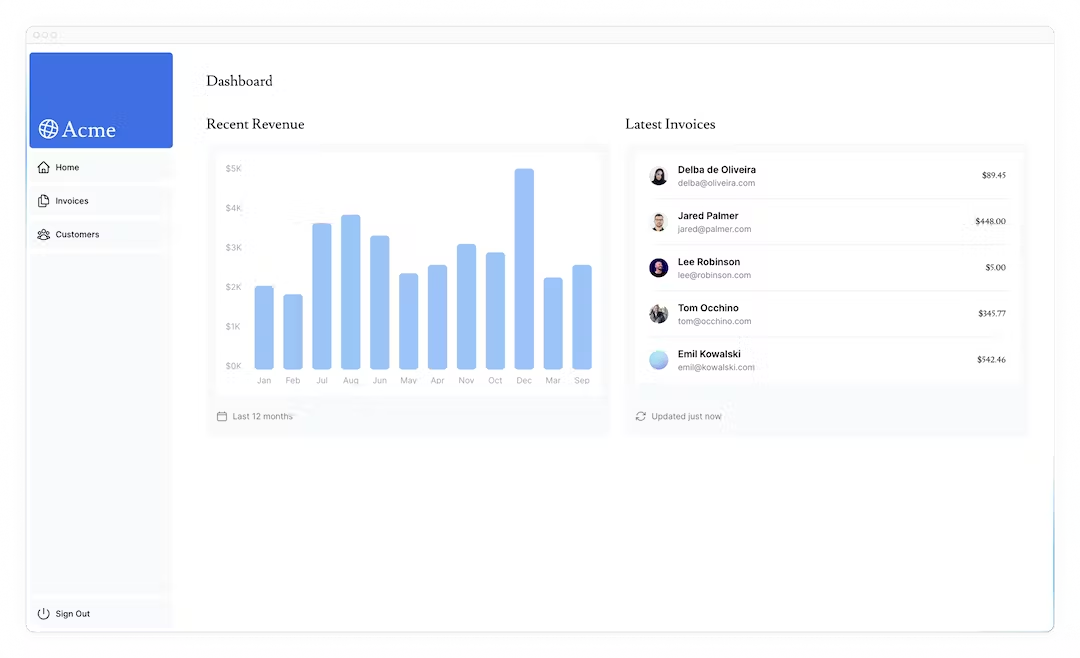 Acme
Home
Invoices
Customers
Sign Out
Dashboard
Recent Revenue
$5K
$4K
$3K
$2K
$1K
$0K
Jan Feb Jul Aug Jun May Apr Nov Oct Dec Mar Sep
Last 12 months
Latest Invoices
Delba de Oliveira $89.45
delba@oliveira.com
Jared Palmer $448.00
jared@palmer.com
Lee Robinson $5.00
lee@robinson.com
Tom Occhino $345.77
tom@occhino.com
Emil Kowalski $542.46
emil@kowalski.com
Updated just now